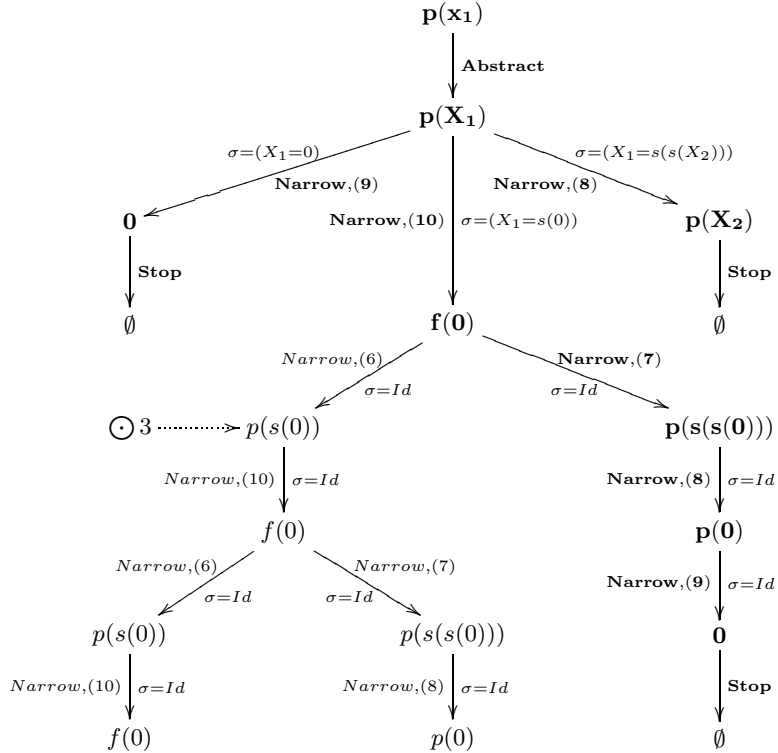 p(x₁)
Abstract
p(X₁)
σ=(X₁=0) σ=(X₁=s(s(X₂)))
Narrow,(9) Narrow,(8)
0 Narrow,(10) σ=(X₁=s(0)) p(X₂)
Stop Stop
∅ f(0) ∅
Narrow,(6) Narrow,(7)
σ=Id σ=Id
⊙ 3 p(s(0)) p(s(s(0)))
Narrow,(10) σ=Id Narrow,(8) σ=Id
f(0) p(0)
Narrow,(6) Narrow,(7) Narrow,(9) σ=Id
σ=Id σ=Id
p(s(0)) p(s(s(0))) 0
Narrow,(10) σ=Id Narrow,(8) σ=Id Stop
f(0) p(0) ∅